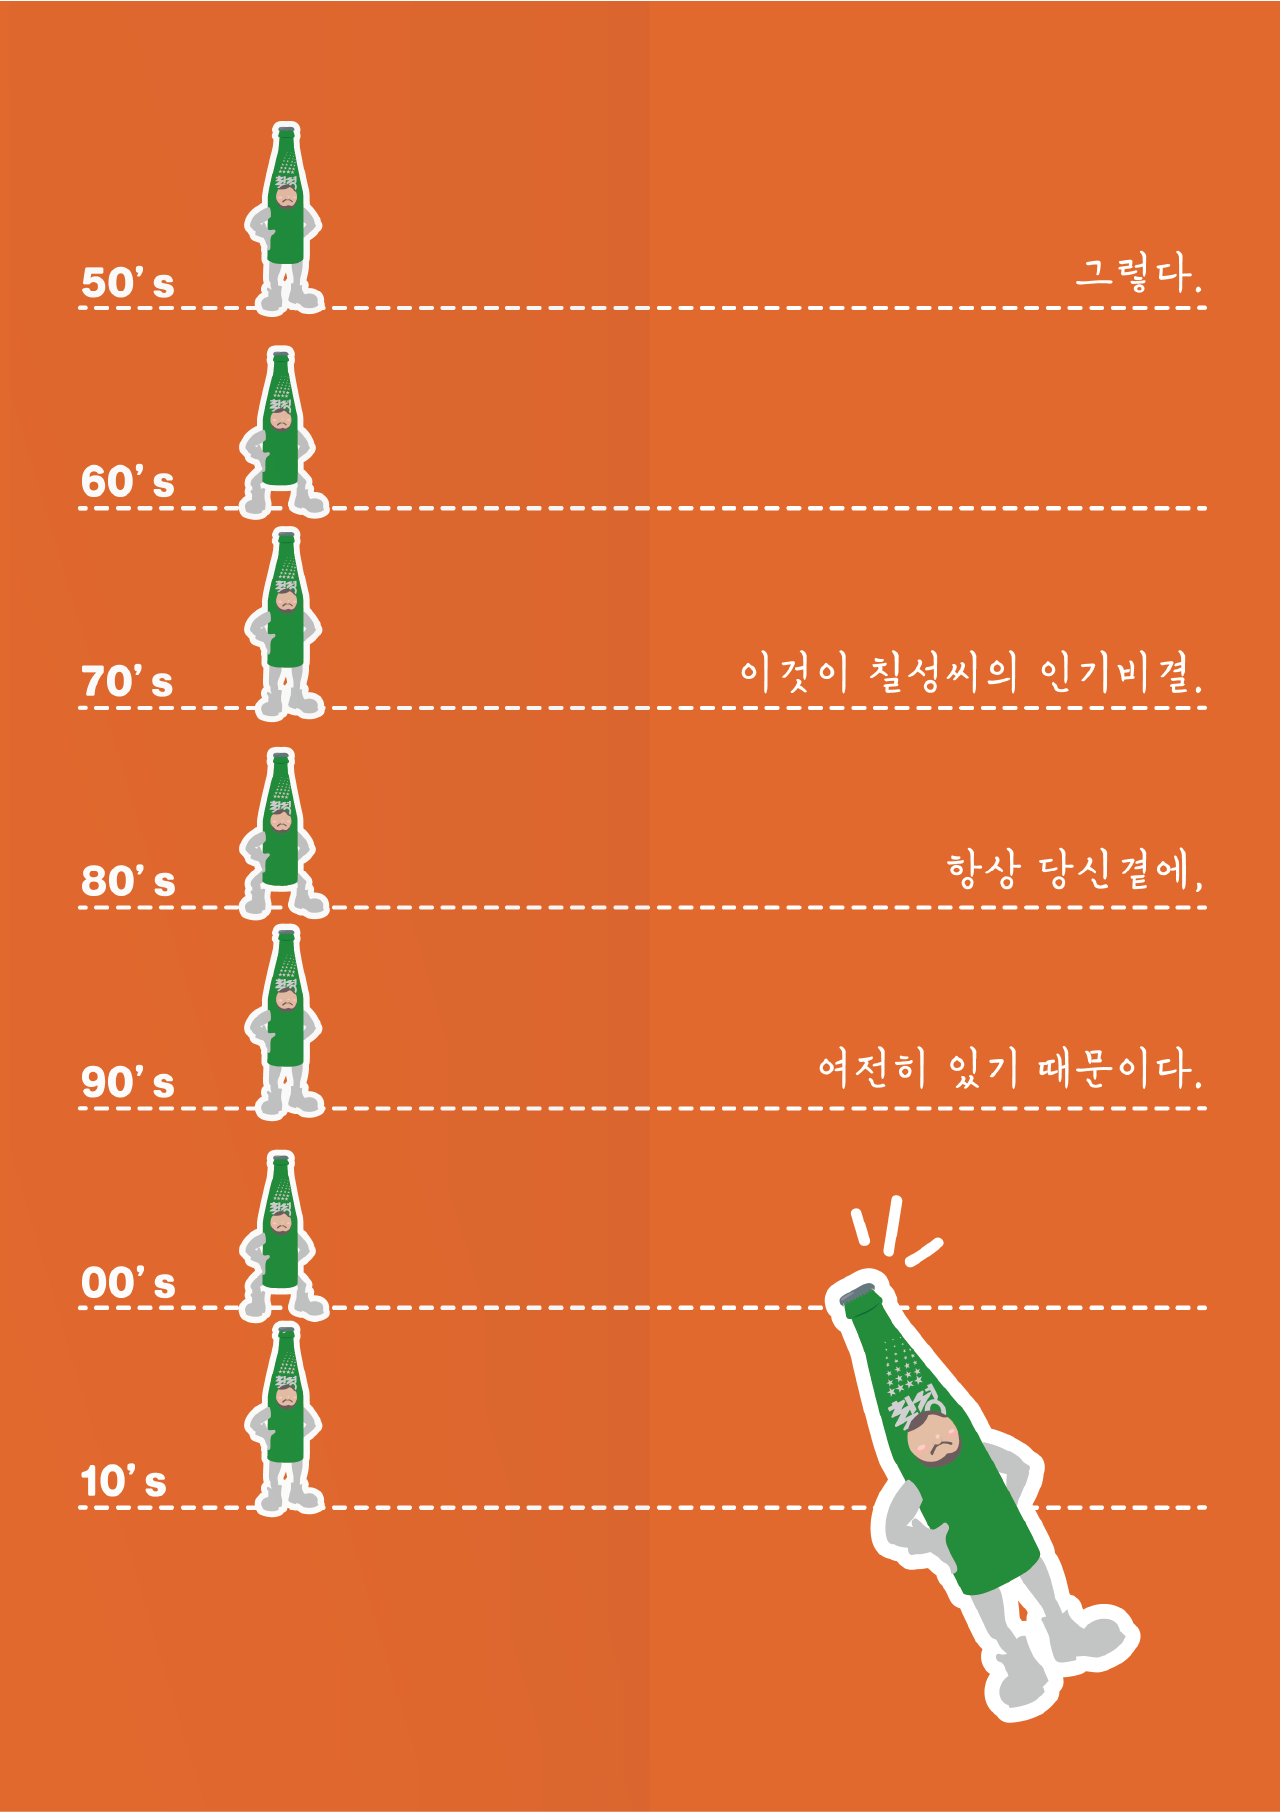 50's
그렇다.
60's
70's
이것이 칠성씨의 인기비결.
80's
항상 당신곁에,
90's
여전히 있기 때문이다.
00's
10's